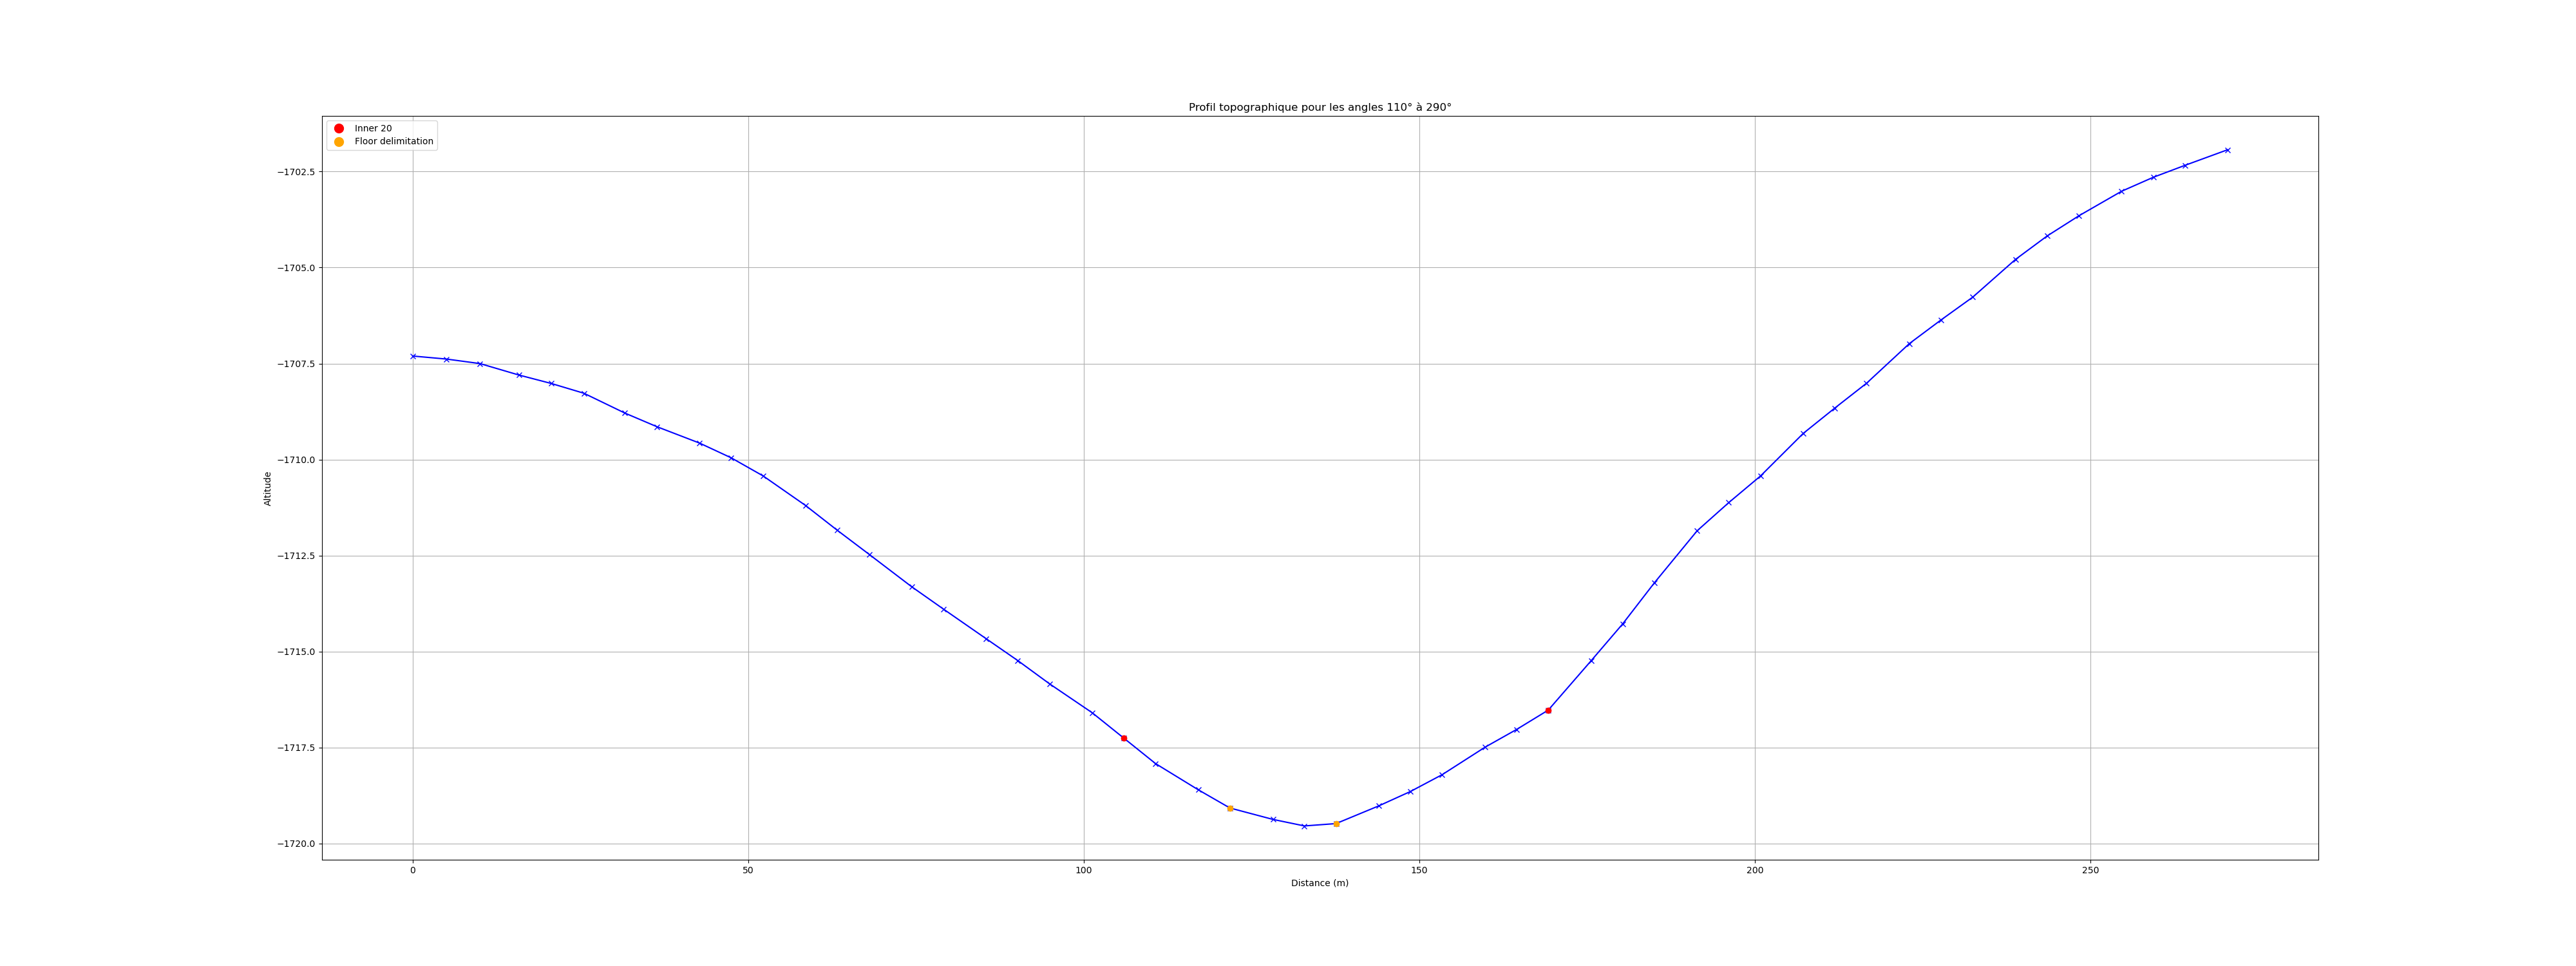 Profil topographique pour les angles 110° à 290°
Inner 20
Floor delimitation
−1702.5
−1705.0
−1707.5
−1710.0
−1712.5
−1715.0
−1717.5
−1720.0
Altitude
0 50 100 150 200 250
Distance (m)